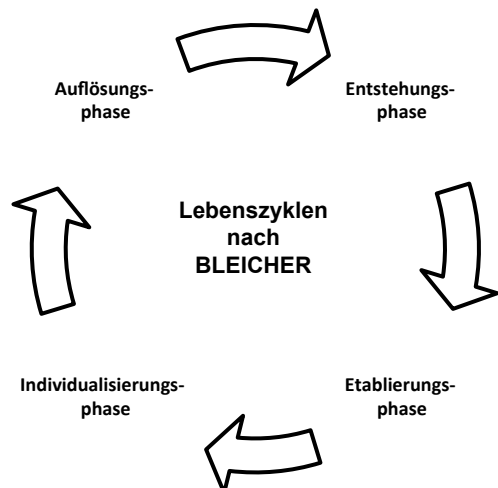 Auflösungs-
phase
Entstehungs-
phase
Lebenszyklen
nach
BLEICHER
Individualisierungs-
phase
Etablierungs-
phase